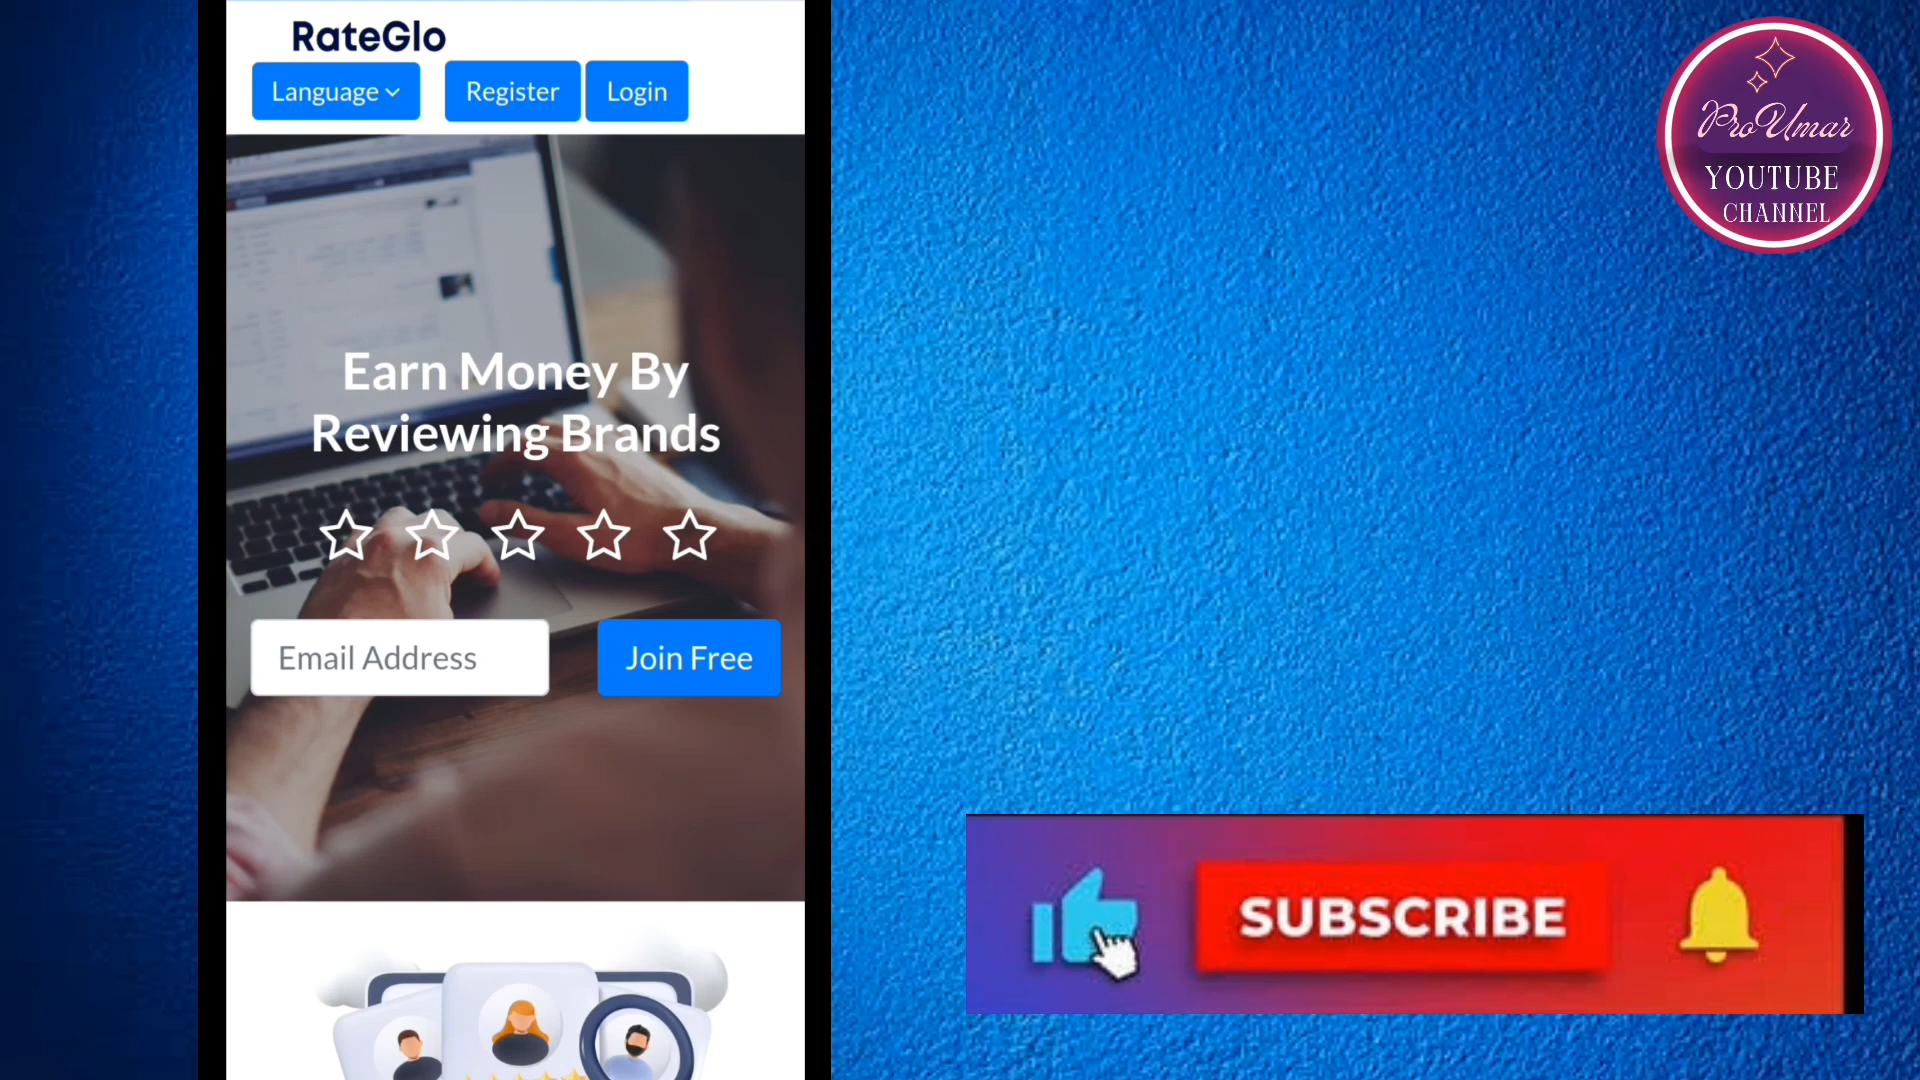 RateGlo
Language
Register
Login
Earn Money By
Reviewing Brands
Email Address
Join Free
ProUmar
YOUTUBE
CHANNEL
SUBSCRIBE